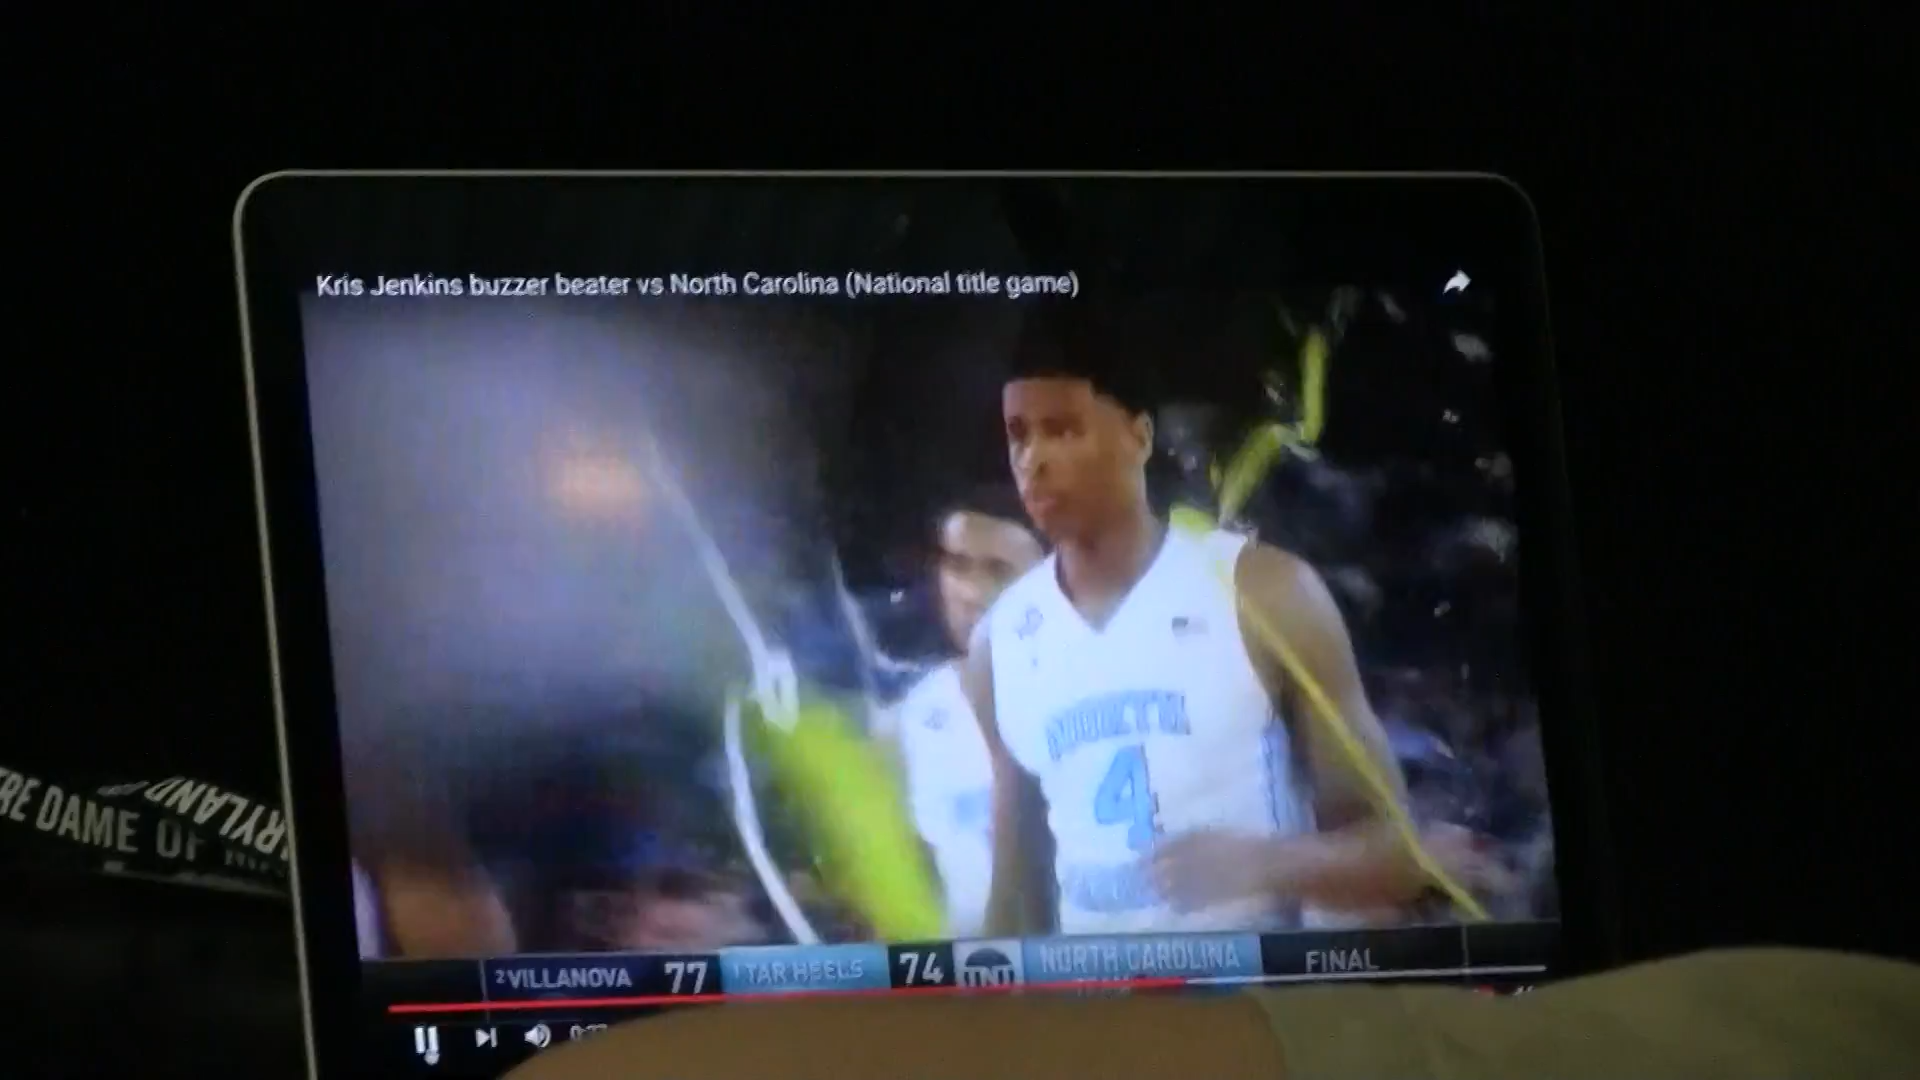 Kris Jenkins buzzer beater vs North Carolina (National title game)
NORTH
4
2 VILLANOVA 77 1 TAR HEELS 74 TNT NORTH CAROLINA FINAL
DAME OF